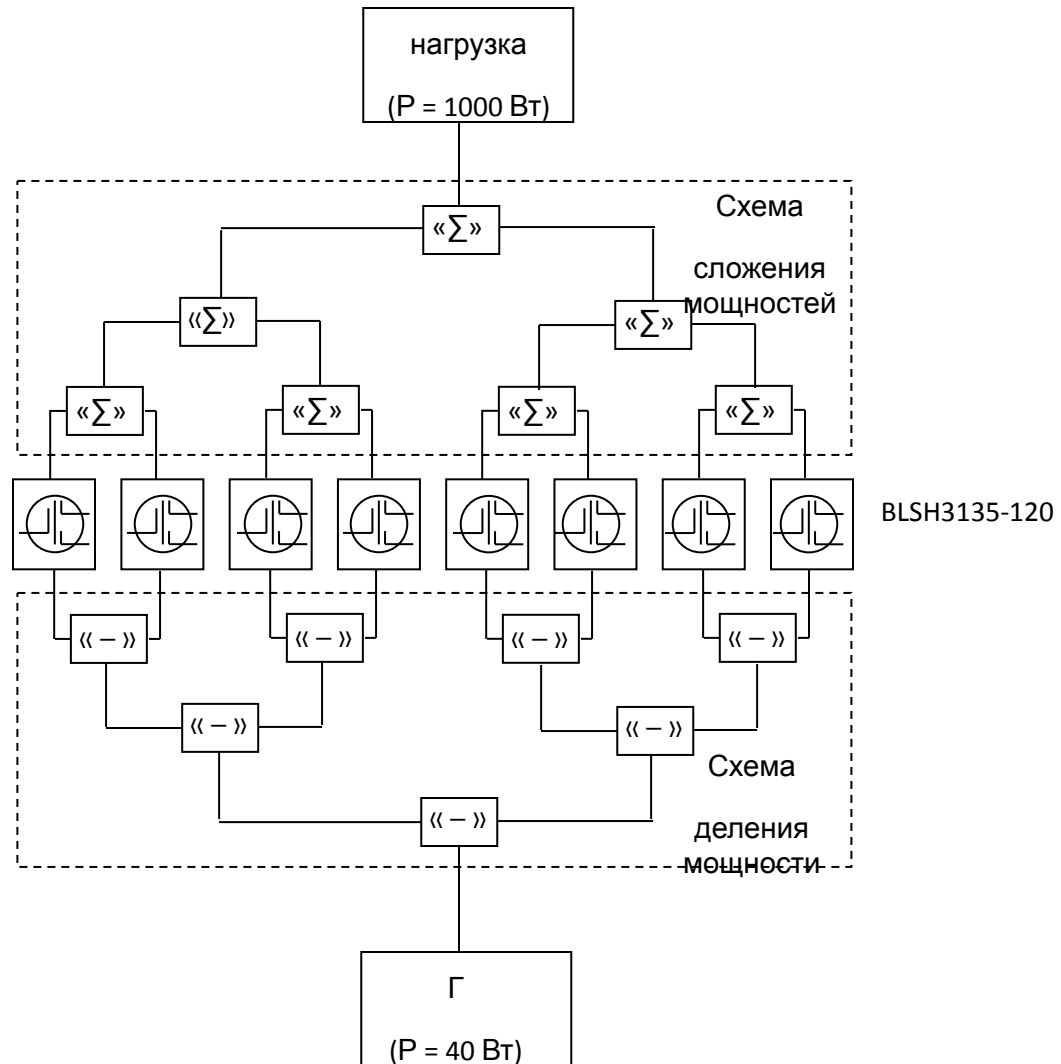 нагрузка
(Р = 1000 Вт)
Схема
«∑»
сложения
мощностей
«∑» «∑»
«∑» «∑» «∑» «∑»
BLSH3135-120
«–» «–» «–» «–»
«–» «–»
Схема
«–»
деления
мощности
Г
(Р = 40 Вт)